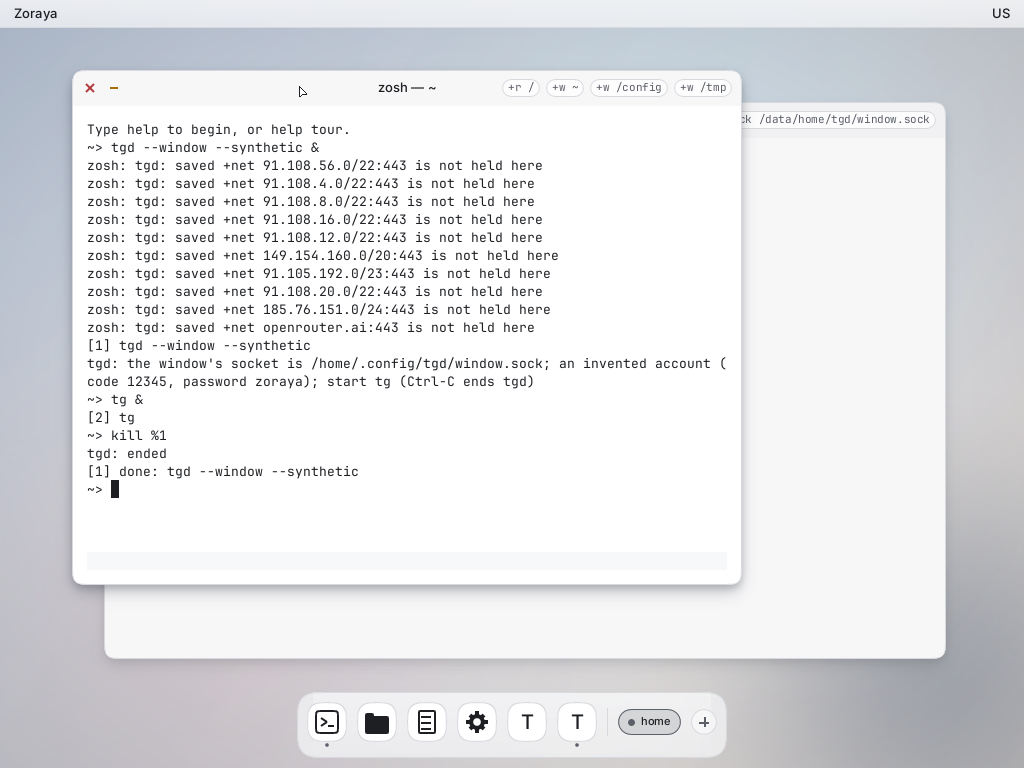 Zoraya
US
zosh — ~
+r /
+w ~
+w /config
+w /tmp
ck /data/home/tgd/window.sock
Type help to begin, or help tour.
~> tgd --window --synthetic &
zosh: tgd: saved +net 91.108.56.0/22:443 is not held here
zosh: tgd: saved +net 91.108.4.0/22:443 is not held here
zosh: tgd: saved +net 91.108.8.0/22:443 is not held here
zosh: tgd: saved +net 91.108.16.0/22:443 is not held here
zosh: tgd: saved +net 91.108.12.0/22:443 is not held here
zosh: tgd: saved +net 149.154.160.0/20:443 is not held here
zosh: tgd: saved +net 91.105.192.0/23:443 is not held here
zosh: tgd: saved +net 91.108.20.0/22:443 is not held here
zosh: tgd: saved +net 185.76.151.0/24:443 is not held here
zosh: tgd: saved +net openrouter.ai:443 is not held here
[1] tgd --window --synthetic
tgd: the window's socket is /home/.config/tgd/window.sock; an invented account (
code 12345, password zoraya); start tg (Ctrl-C ends tgd)
~> tg &
[2] tg
~> kill %1
tgd: ended
[1] done: tgd --window --synthetic
~>
T
T
home